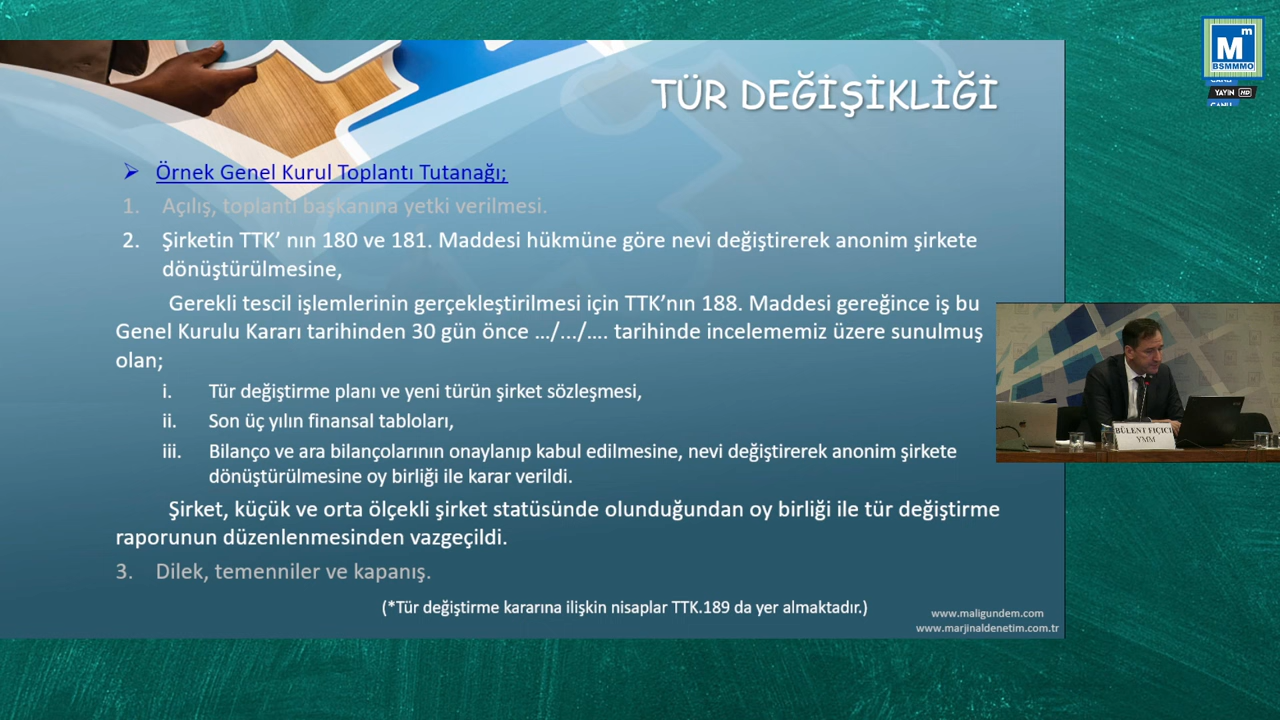 M m
BSMMMO
CANLI
YAYIN HD
CANLI
TÜR DEĞİŞİKLİĞİ
➢ Örnek Genel Kurul Toplantı Tutanağı;
1. Açılış, toplantı başkanına yetki verilmesi.
2. Şirketin TTK’ nın 180 ve 181. Maddesi hükmüne göre nevi değiştirerek anonim şirkete
dönüştürülmesine,
Gerekli tescil işlemlerinin gerçekleştirilmesi için TTK’nın 188. Maddesi gereğince iş bu
Genel Kurulu Kararı tarihinden 30 gün önce …/…/…. tarihinde incelememiz üzere sunulmuş
olan;
i. Tür değiştirme planı ve yeni türün şirket sözleşmesi,
ii. Son üç yılın finansal tabloları,
iii. Bilanço ve ara bilançolarının onaylanıp kabul edilmesine, nevi değiştirerek anonim şirkete
dönüştürülmesine oy birliği ile karar verildi.
Şirket, küçük ve orta ölçekli şirket statüsünde olunduğundan oy birliği ile tür değiştirme
raporunun düzenlenmesinden vazgeçildi.
3. Dilek, temenniler ve kapanış.
(*Tür değiştirme kararına ilişkin nisaplar TTK.189 da yer almaktadır.)
www.maligundem.com
www.marjinaldenetim.com.tr
BÜLENT FIÇICI
YMM